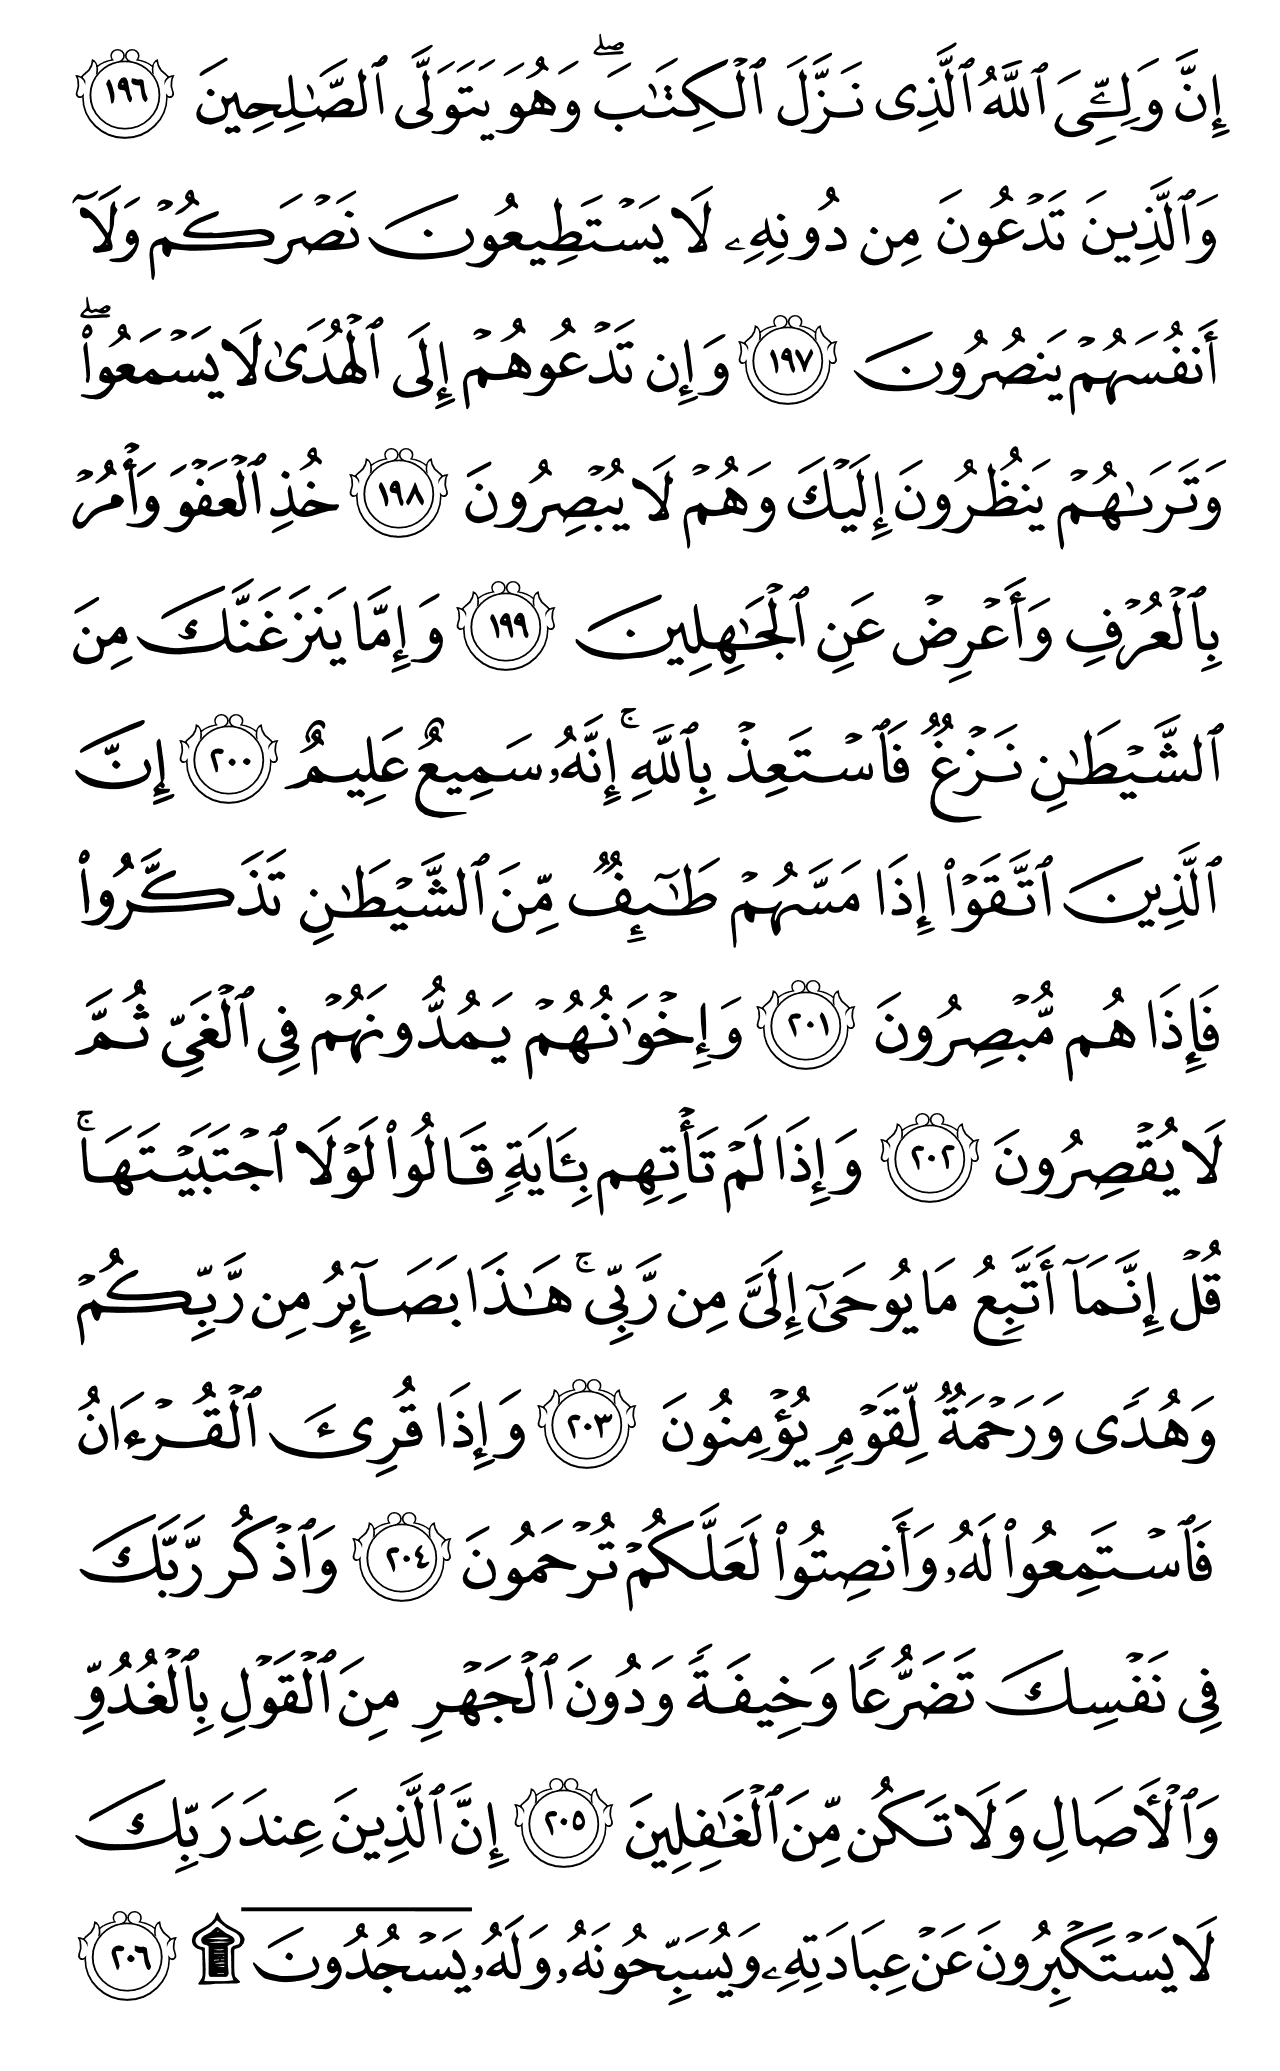 إِنَّ وَلِـِّۧيَ ٱللَّهُ ٱلَّذِى نَزَّلَ ٱلْكِتَـٰبَ ۖ وَهُوَ يَتَوَلَّى ٱلصَّـٰلِحِينَ ١٩٦
وَٱلَّذِينَ تَدْعُونَ مِن دُونِهِۦ لَا يَسْتَطِيعُونَ نَصْرَكُمْ وَلَآ
أَنفُسَهُمْ يَنصُرُونَ ١٩٧ وَإِن تَدْعُوهُمْ إِلَى ٱلْهُدَىٰ لَا يَسْمَعُوا۟ ۖ
وَتَرَىٰهُمْ يَنظُرُونَ إِلَيْكَ وَهُمْ لَا يُبْصِرُونَ ١٩٨ خُذِ ٱلْعَفْوَ وَأْمُرْ
بِٱلْعُرْفِ وَأَعْرِضْ عَنِ ٱلْجَـٰهِلِينَ ١٩٩ وَإِمَّا يَنزَغَنَّكَ مِنَ
ٱلشَّيْطَـٰنِ نَزْغٌ فَٱسْتَعِذْ بِٱللَّهِ ۚ إِنَّهُۥ سَمِيعٌ عَلِيمٌ ٢٠٠ إِنَّ
ٱلَّذِينَ ٱتَّقَوْا۟ إِذَا مَسَّهُمْ طَـٰٓئِفٌ مِّنَ ٱلشَّيْطَـٰنِ تَذَكَّرُوا۟
فَإِذَا هُم مُّبْصِرُونَ ٢٠١ وَإِخْوَٰنُهُمْ يَمُدُّونَهُمْ فِى ٱلْغَىِّ ثُمَّ
لَا يُقْصِرُونَ ٢٠٢ وَإِذَا لَمْ تَأْتِهِم بِـَٔايَةٍ قَالُوا۟ لَوْلَا ٱجْتَبَيْتَهَا ۚ
قُلْ إِنَّمَآ أَتَّبِعُ مَا يُوحَىٰٓ إِلَىَّ مِن رَّبِّى ۚ هَـٰذَا بَصَآئِرُ مِن رَّبِّكُمْ
وَهُدًى وَرَحْمَةٌ لِّقَوْمٍ يُؤْمِنُونَ ٢٠٣ وَإِذَا قُرِئَ ٱلْقُرْءَانُ
فَٱسْتَمِعُوا۟ لَهُۥ وَأَنصِتُوا۟ لَعَلَّكُمْ تُرْحَمُونَ ٢٠٤ وَٱذْكُر رَّبَّكَ
فِى نَفْسِكَ تَضَرُّعًا وَخِيفَةً وَدُونَ ٱلْجَهْرِ مِنَ ٱلْقَوْلِ بِٱلْغُدُوِّ
وَٱلْـَٔاصَالِ وَلَا تَكُن مِّنَ ٱلْغَـٰفِلِينَ ٢٠٥ إِنَّ ٱلَّذِينَ عِندَ رَبِّكَ
لَا يَسْتَكْبِرُونَ عَنْ عِبَادَتِهِۦ وَيُسَبِّحُونَهُۥ وَلَهُۥ يَسْجُدُونَ ۩ ٢٠٦